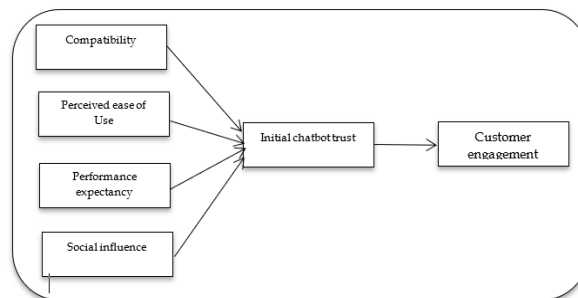 Compatibility
Perceived ease of
Use
Performance
expectancy
Social influence
Initial chatbot trust
Customer
engagement